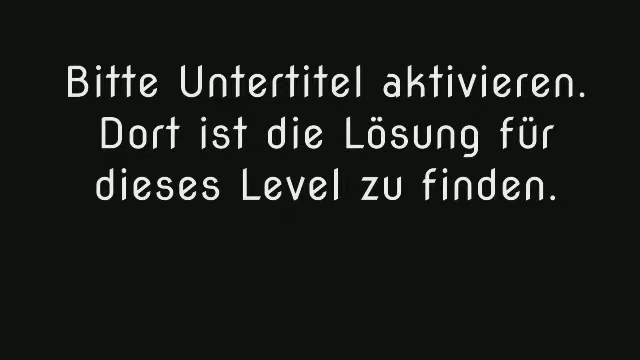 Bitte Untertitel aktivieren.
Dort ist die Lösung für
dieses Level zu finden.